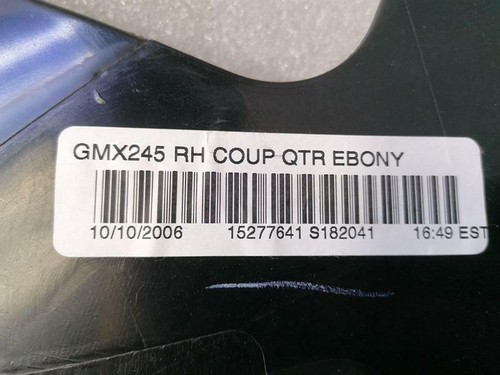 GMX245 RH COUP QTR EBONY
10/10/2006 15277641 S182041 16:49 EST